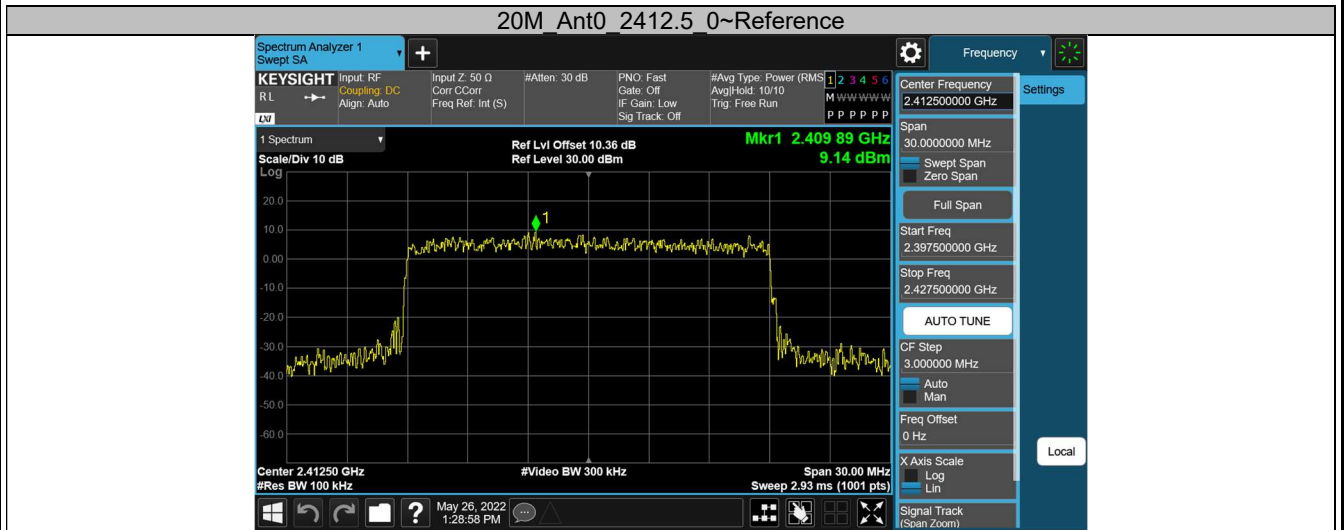 20M_Ant0_2412.5_0~Reference
Spectrum Analyzer 1
Swept SA
Frequency
KEYSIGHT
RL
LXI
Input: RF
Coupling: DC
Align: Auto
Input Z: 50 Ω
Corr CCorr
Freq Ref: Int (S)
#Atten: 30 dB
PNO: Fast
Gate: Off
IF Gain: Low
Sig Track: Off
#Avg Type: Power (RMS
Avg|Hold: 10/10
Trig: Free Run
1 2 3 4 5 6
M W W W W W
P P P P P P
1 Spectrum
Scale/Div 10 dB
Log
Ref Lvl Offset 10.36 dB
Ref Level 30.00 dBm
Mkr1 2.409 89 GHz
9.14 dBm
1
20.0
10.0
0.00
-10.0
-20.0
-30.0
-40.0
-50.0
-60.0
Center 2.41250 GHz
#Res BW 100 kHz
#Video BW 300 kHz
Span 30.00 MHz
Sweep 2.93 ms (1001 pts)
?
May 26, 2022
1:28:58 PM
Center Frequency
2.412500000 GHz
Span
30.0000000 MHz
Swept Span
Zero Span
Full Span
Start Freq
2.397500000 GHz
Stop Freq
2.427500000 GHz
AUTO TUNE
CF Step
3.000000 MHz
Auto
Man
Freq Offset
0 Hz
X Axis Scale
Log
Lin
Signal Track
(Span Zoom)
Settings
Local